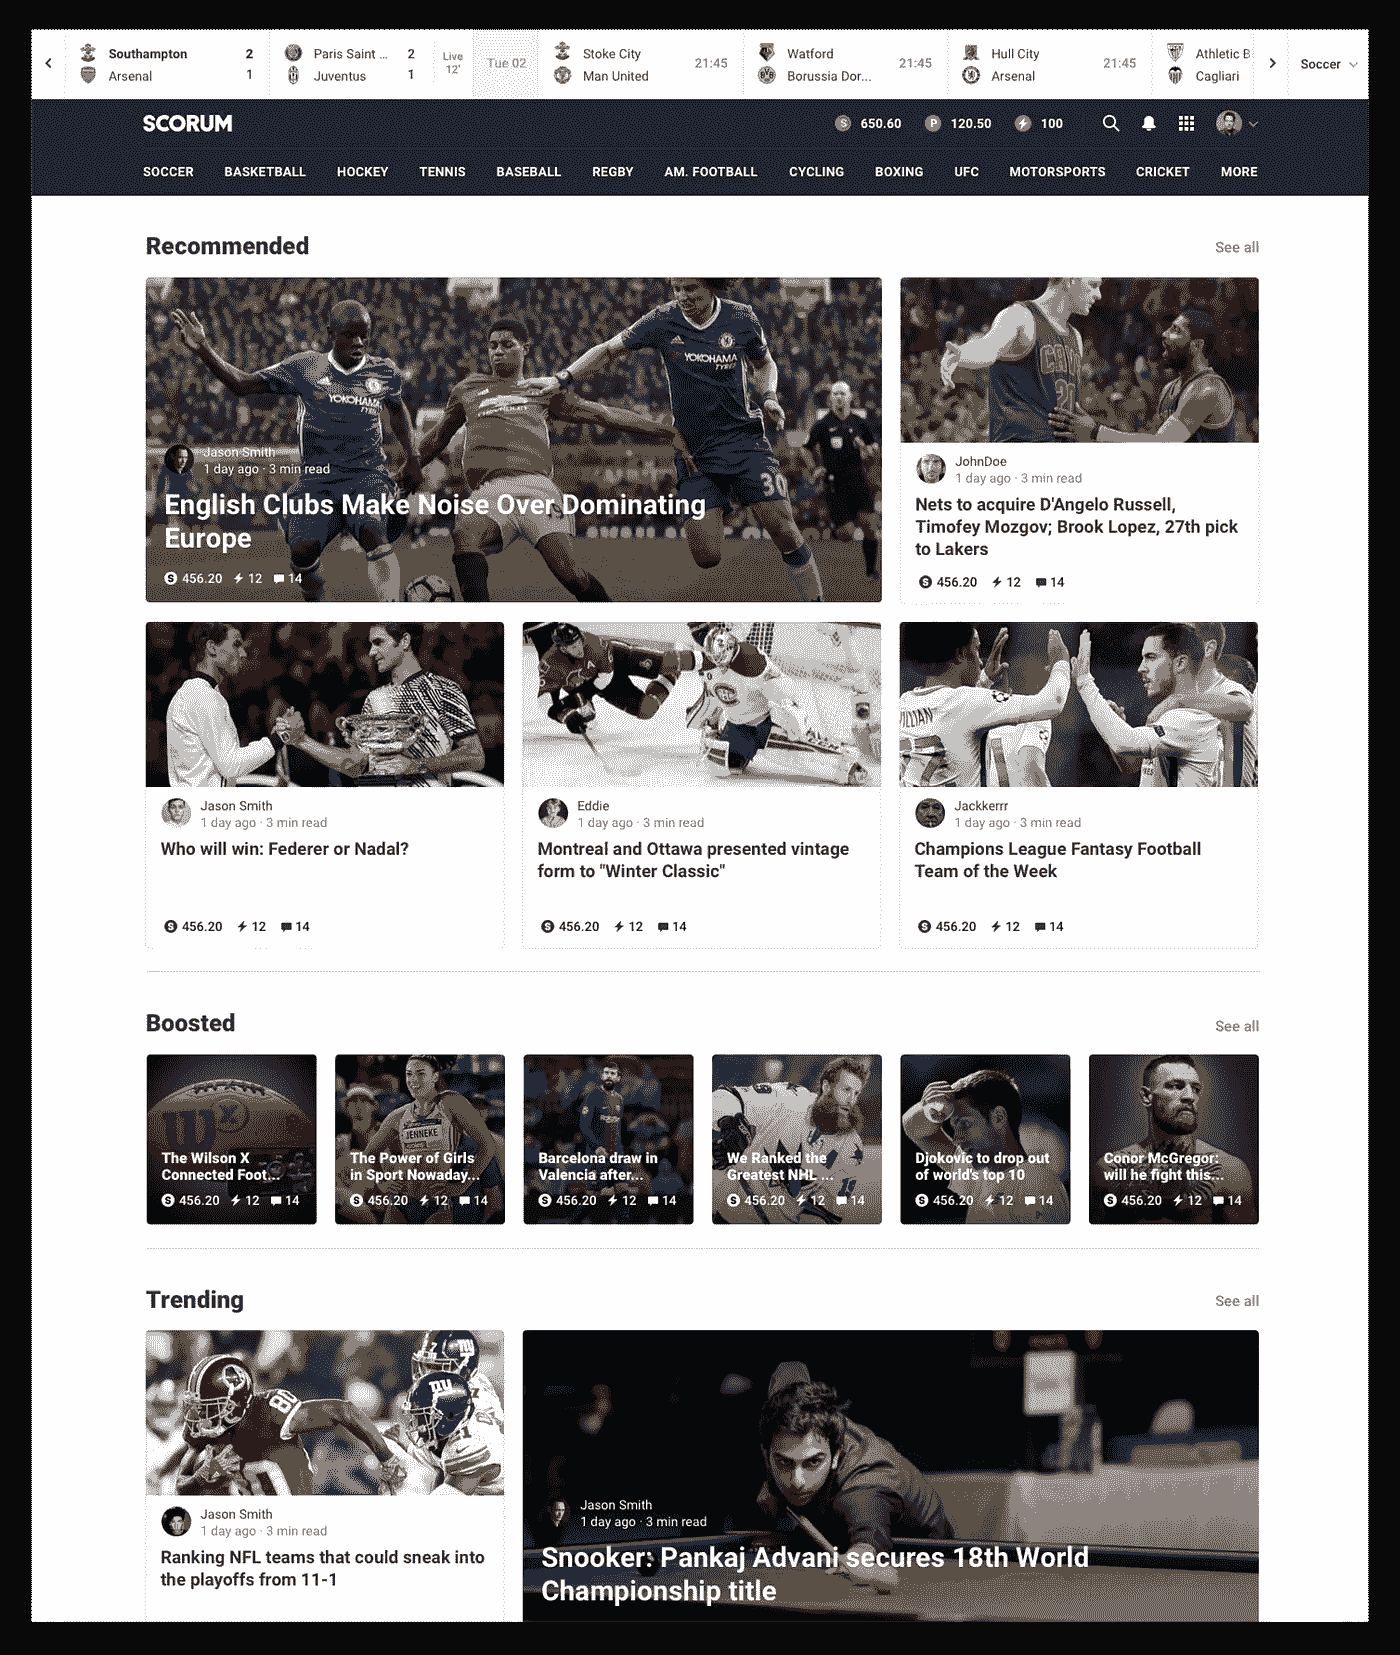 Southampton 2
Arsenal 1
Paris Saint ... 2
Juventus 1
Live
12'
Tue 02
Stoke City
Man United
21:45
Watford
Borussia Dor...
21:45
Hull City
Arsenal
21:45
Athletic B
Cagliari
Soccer
SCORUM
S 650.60 P 120.50 100
SOCCER BASKETBALL HOCKEY TENNIS BASEBALL REGBY AM. FOOTBALL CYCLING BOXING UFC MOTORSPORTS CRICKET MORE
Recommended See all
YOKOHAMA
TYRES
YOKOHAMA
TYRES
30
Jason Smith
1 day ago · 3 min read
English Clubs Make Noise Over Dominating
Europe
S 456.20 12 14
JohnDoe
1 day ago · 3 min read
Nets to acquire D'Angelo Russell,
Timofey Mozgov; Brook Lopez, 27th pick
to Lakers
S 456.20 12 14
Jason Smith
1 day ago · 3 min read
Who will win: Federer or Nadal?
S 456.20 12 14
Eddie
1 day ago · 3 min read
Montreal and Ottawa presented vintage
form to "Winter Classic"
S 456.20 12 14
Jackkerrr
1 day ago · 3 min read
Champions League Fantasy Football
Team of the Week
S 456.20 12 14
Boosted See all
The Wilson X
Connected Foot...
S 456.20 12 14
JENNEKE
The Power of Girls
in Sport Nowaday...
S 456.20 12 14
Barcelona draw in
Valencia after...
S 456.20 12 14
We Ranked the
Greatest NHL ...
S 456.20 12 14
Djokovic to drop out
of world's top 10
S 456.20 12 14
Conor McGregor:
will he fight this...
S 456.20 12 14
Trending See all
80
Jason Smith
1 day ago · 3 min read
Ranking NFL teams that could sneak into
the playoffs from 11-1
Jason Smith
1 day ago · 3 min read
Snooker: Pankaj Advani secures 18th World
Championship title